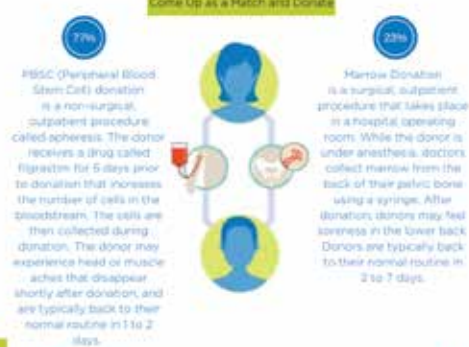 Come Up as a Match and Donate
77%
PBSC (Peripheral Blood
Stem Cell) donation
is a non-surgical,
outpatient procedure
called apheresis. The donor
receives a drug called
filgrastim for 5 days prior
to donation that increases
the number of cells in the
bloodstream. The cells are
then collected during
donation. The donor may
experience head or muscle
aches that disappear
shortly after donation, and
are typically back to their
normal routine in 1 to 2
days.
23%
Marrow Donation
is a surgical, outpatient
procedure that takes place
in a hospital operating
room. While the donor is
under anesthesia, doctors
collect marrow from the
back of their pelvic bone
using a syringe. After
donation, donors may feel
soreness in the lower back.
Donors are typically back
to their normal routine in
2 to 7 days.